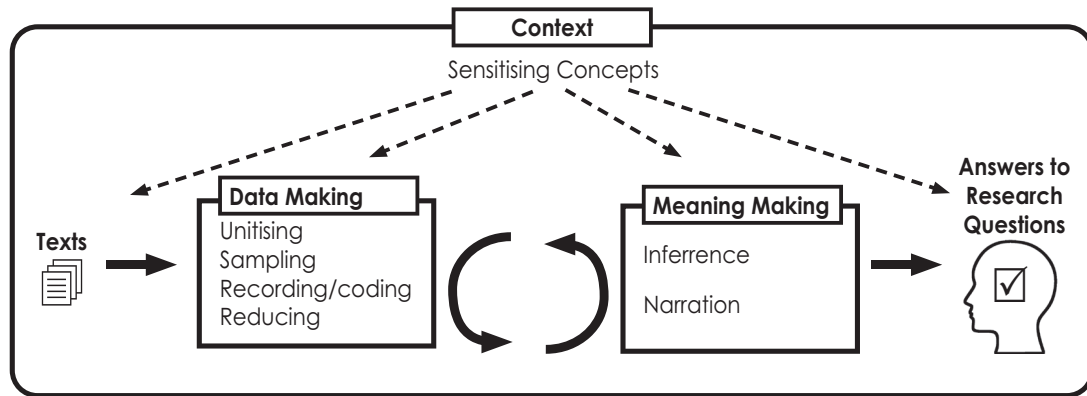 Context
Sensitising Concepts
Texts
Data Making
Unitising
Sampling
Recording/coding
Reducing
Meaning Making
Inferrence
Narration
Answers to
Research
Questions